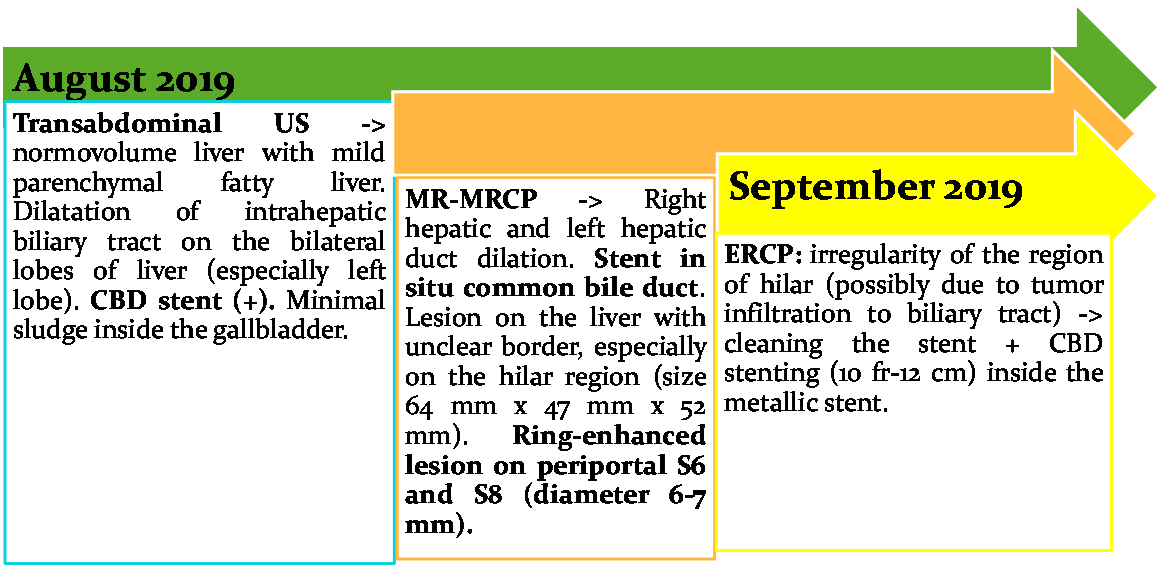 August 2019
Transabdominal US ->
normovolume liver with mild
parenchymal fatty liver.
Dilatation of intrahepatic
biliary tract on the bilateral
lobes of liver (especially left
lobe). CBD stent (+). Minimal
sludge inside the gallbladder.
MR-MRCP -> Right
hepatic and left hepatic
duct dilation. Stent in
situ common bile duct.
Lesion on the liver with
unclear border, especially
on the hilar region (size
64 mm x 47 mm x 52
mm). Ring-enhanced
lesion on periportal S6
and S8 (diameter 6-7
mm).
September 2019
ERCP: irregularity of the region
of hilar (possibly due to tumor
infiltration to biliary tract) ->
cleaning the stent + CBD
stenting (10 fr-12 cm) inside the
metallic stent.